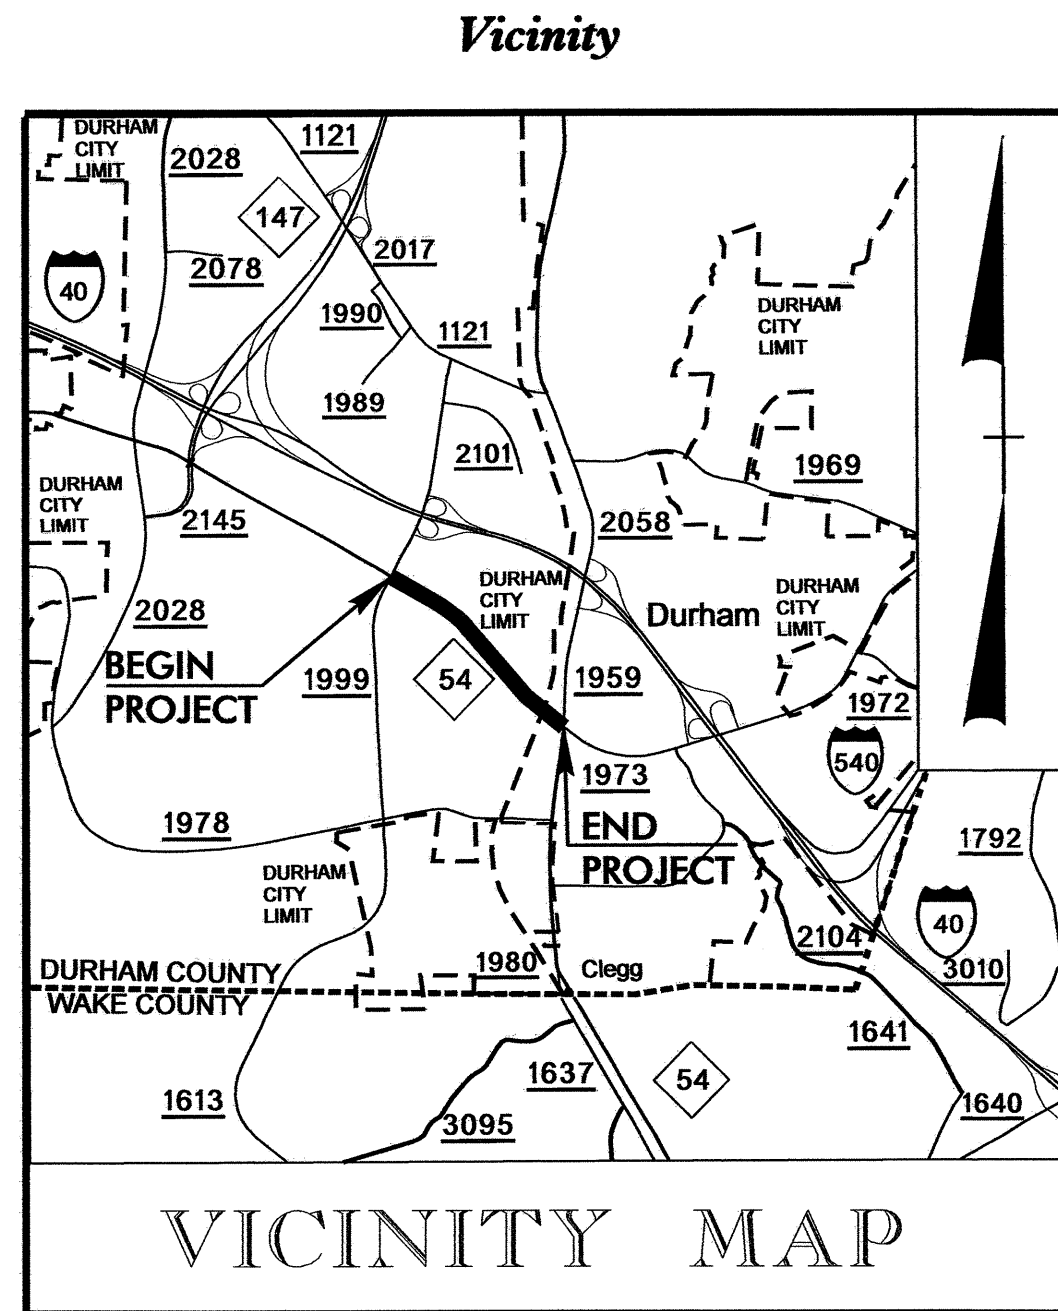 Vicinity
DURHAM
CITY
LIMIT
2028
1121
147
2017
2078
40
1990
1121
DURHAM
CITY
LIMIT
1989
2101
1969
DURHAM
CITY
LIMIT
2145
2058
DURHAM
CITY
LIMIT
DURHAM
CITY
LIMIT
2028
Durham
BEGIN
PROJECT
1999
54
1959
1972
540
1973
1978
END
PROJECT
1792
DURHAM
CITY
LIMIT
40
2104
DURHAM COUNTY
1980
Clegg
3010
WAKE COUNTY
1641
1637
54
1613
1640
3095
VICINITY MAP